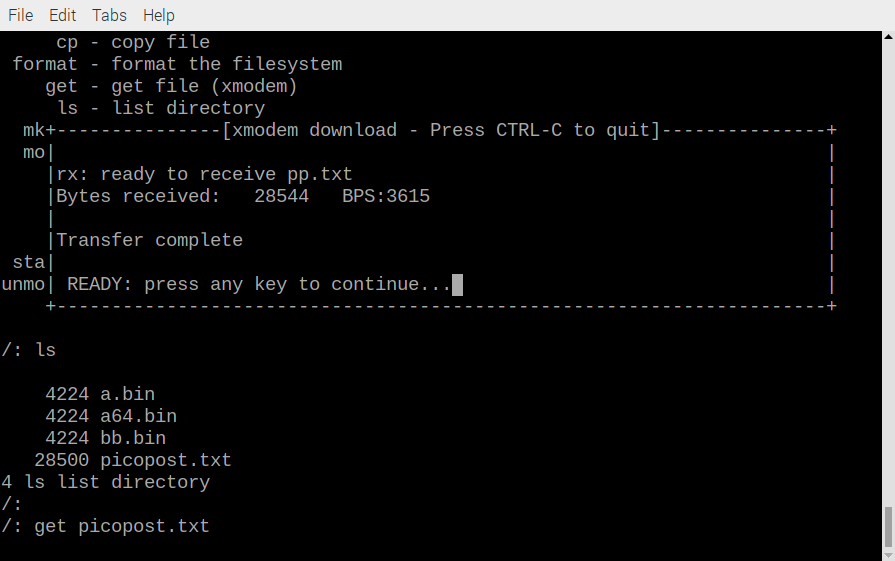 File Edit Tabs Help
cp - copy file
format - format the filesystem
get - get file (xmodem)
ls - list directory
mk+---------------[xmodem download - Press CTRL-C to quit]---------------+
mo| |
|rx: ready to receive pp.txt |
|Bytes received: 28544 BPS:3615 |
| |
|Transfer complete |
sta| |
unmo| READY: press any key to continue... |
+----------------------------------------------------------------------+
/: ls
4224 a.bin
4224 a64.bin
4224 bb.bin
28500 picopost.txt
4 ls list directory
/:
/: get picopost.txt